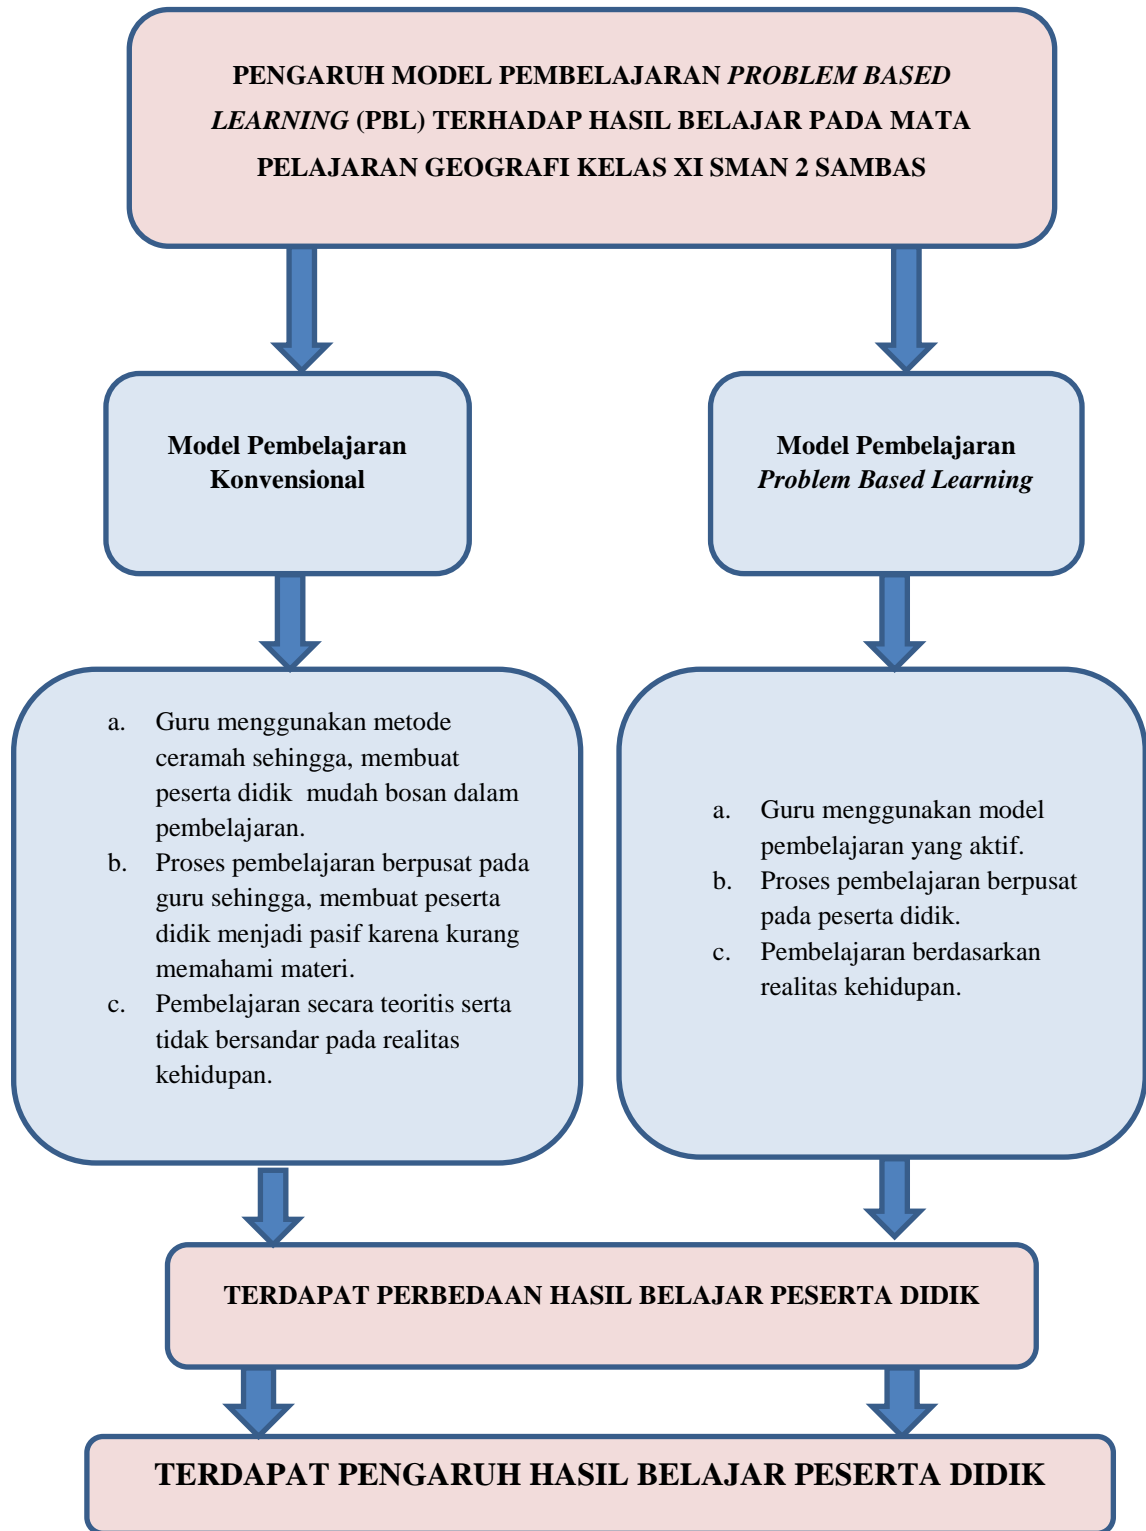 PENGARUH MODEL PEMBELAJARAN PROBLEM BASED
LEARNING (PBL) TERHADAP HASIL BELAJAR PADA MATA
PELAJARAN GEOGRAFI KELAS XI SMAN 2 SAMBAS
Model Pembelajaran
Konvensional
Model Pembelajaran
Problem Based Learning
a. Guru menggunakan metode
ceramah sehingga, membuat
peserta didik mudah bosan dalam
pembelajaran.
b. Proses pembelajaran berpusat pada
guru sehingga, membuat peserta
didik menjadi pasif karena kurang
memahami materi.
c. Pembelajaran secara teoritis serta
tidak bersandar pada realitas
kehidupan.
a. Guru menggunakan model
pembelajaran yang aktif.
b. Proses pembelajaran berpusat
pada peserta didik.
c. Pembelajaran berdasarkan
realitas kehidupan.
TERDAPAT PERBEDAAN HASIL BELAJAR PESERTA DIDIK
TERDAPAT PENGARUH HASIL BELAJAR PESERTA DIDIK